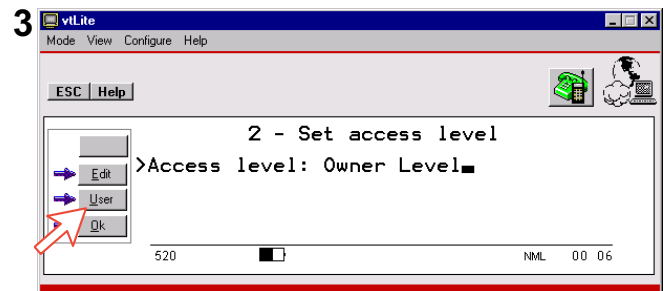 3
vtLite
Mode View Configure Help
ESC Help
2 - Set access level
>Access level: Owner Level
Edit
User
Ok
520 NML 00 06